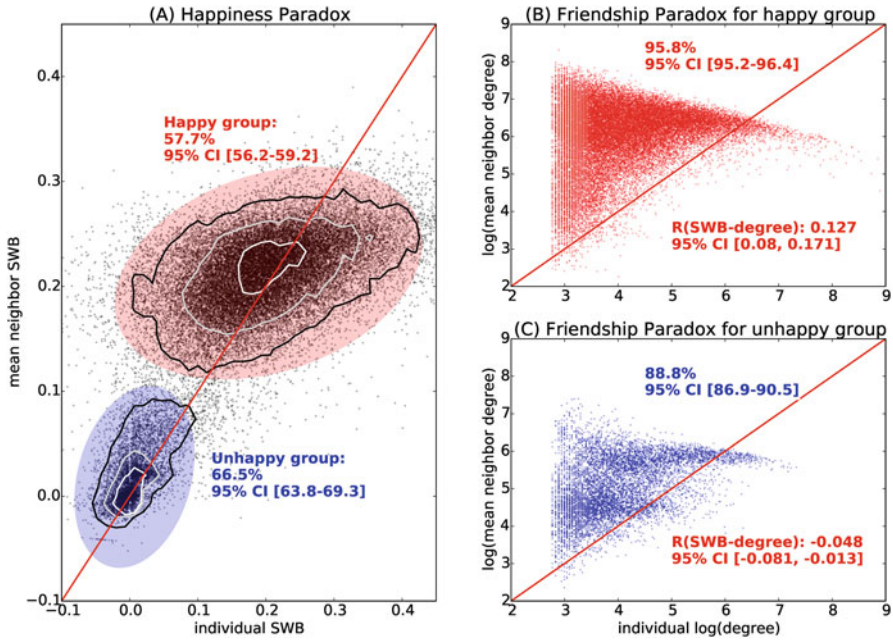 (A) Happiness Paradox
0.4
0.3
0.2
0.1
0.0
−0.1
mean neighbor SWB
Happy group:
57.7%
95% CI [56.2-59.2]
Unhappy group:
66.5%
95% CI [63.8-69.3]
−0.1 0.0 0.1 0.2 0.3 0.4
individual SWB
(B) Friendship Paradox for happy group
9
8
7
6
5
4
3
2
log(mean neighbor degree)
95.8%
95% CI [95.2-96.4]
R(SWB-degree): 0.127
95% CI [0.08, 0.171]
2 3 4 5 6 7 8 9
(C) Friendship Paradox for unhappy group
9
8
7
6
5
4
3
2
log(mean neighbor degree)
88.8%
95% CI [86.9-90.5]
R(SWB-degree): -0.048
95% CI [-0.081, -0.013]
2 3 4 5 6 7 8 9
individual log(degree)